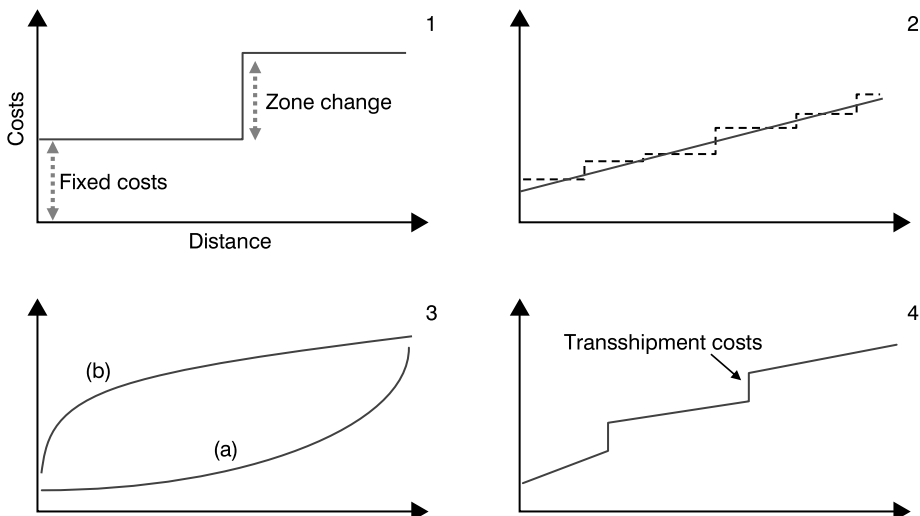 1
Costs
Zone change
Fixed costs
Distance
2
3
(b)
(a)
4
Transshipment costs